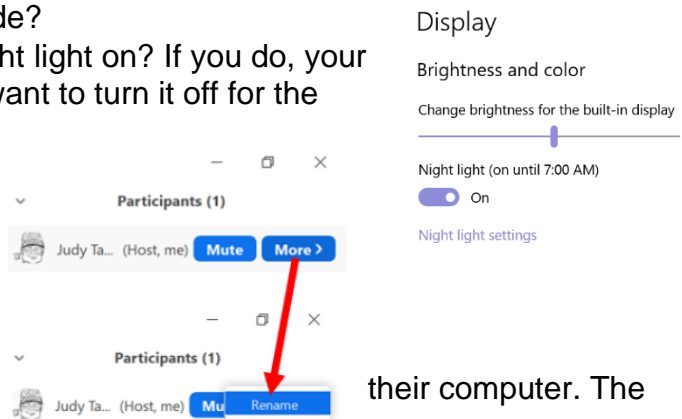 de?
ht light on? If you do, your
want to turn it off for the
Display
Brightness and color
Change brightness for the built-in display
Night light (on until 7:00 AM)
On
Night light settings
Participants (1)
Judy Ta... (Host, me) Mute More >
Participants (1)
Judy Ta... (Host, me) Mu Rename
their computer. The